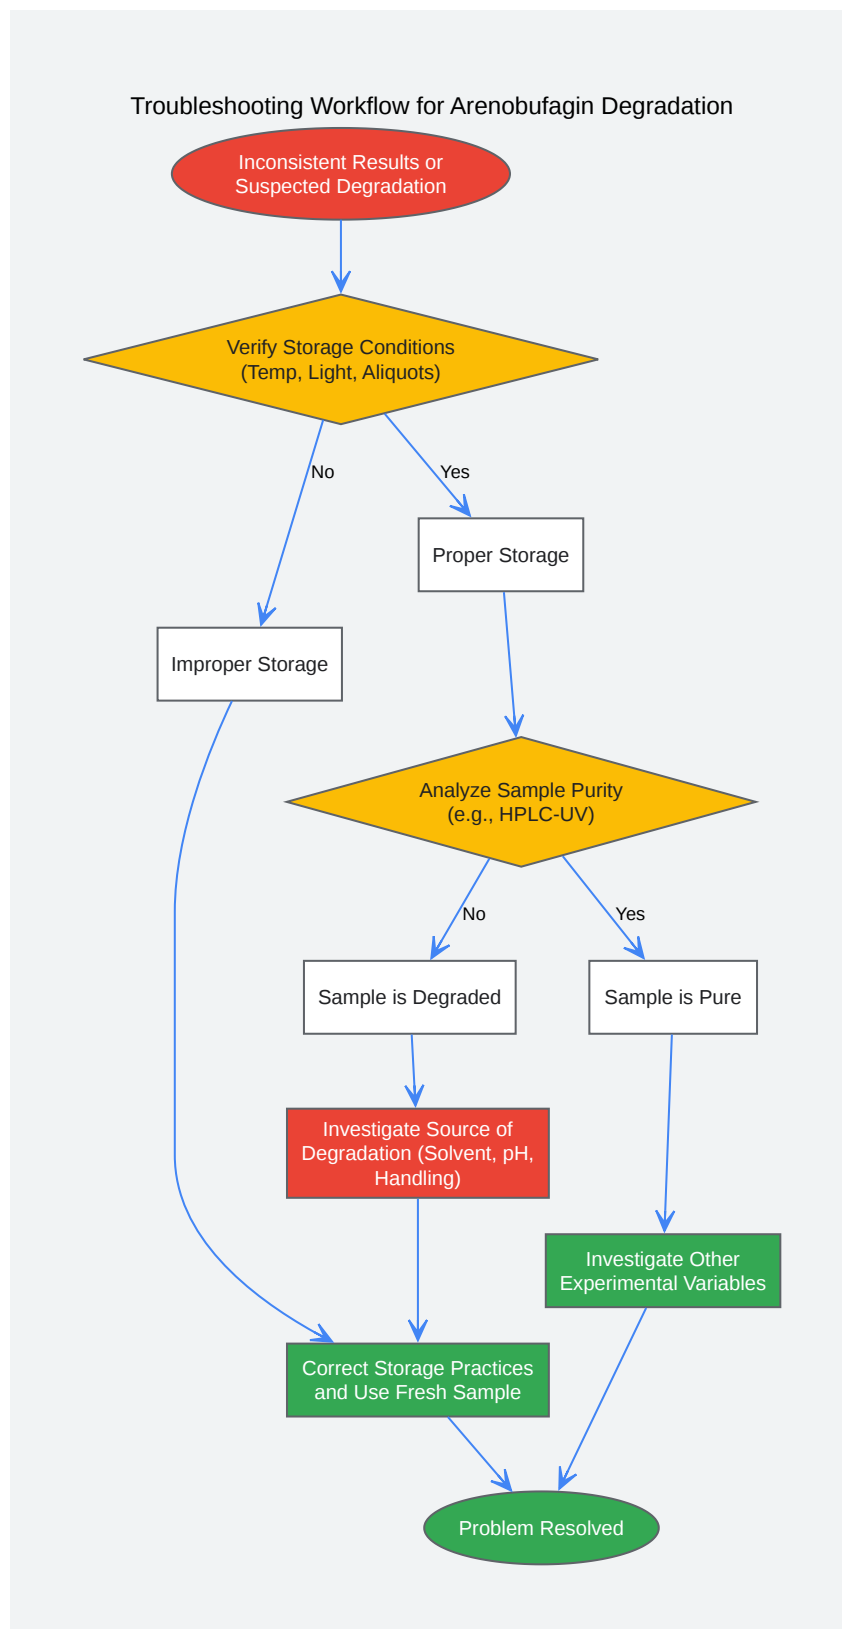 Troubleshooting Workflow for Arenobufagin Degradation
Inconsistent Results or
Suspected Degradation
Verify Storage Conditions
(Temp, Light, Aliquots)
No
Yes
Proper Storage
Improper Storage
Analyze Sample Purity
(e.g., HPLC-UV)
No
Yes
Sample is Degraded
Sample is Pure
Investigate Source of
Degradation (Solvent, pH,
Handling)
Investigate Other
Experimental Variables
Correct Storage Practices
and Use Fresh Sample
Problem Resolved